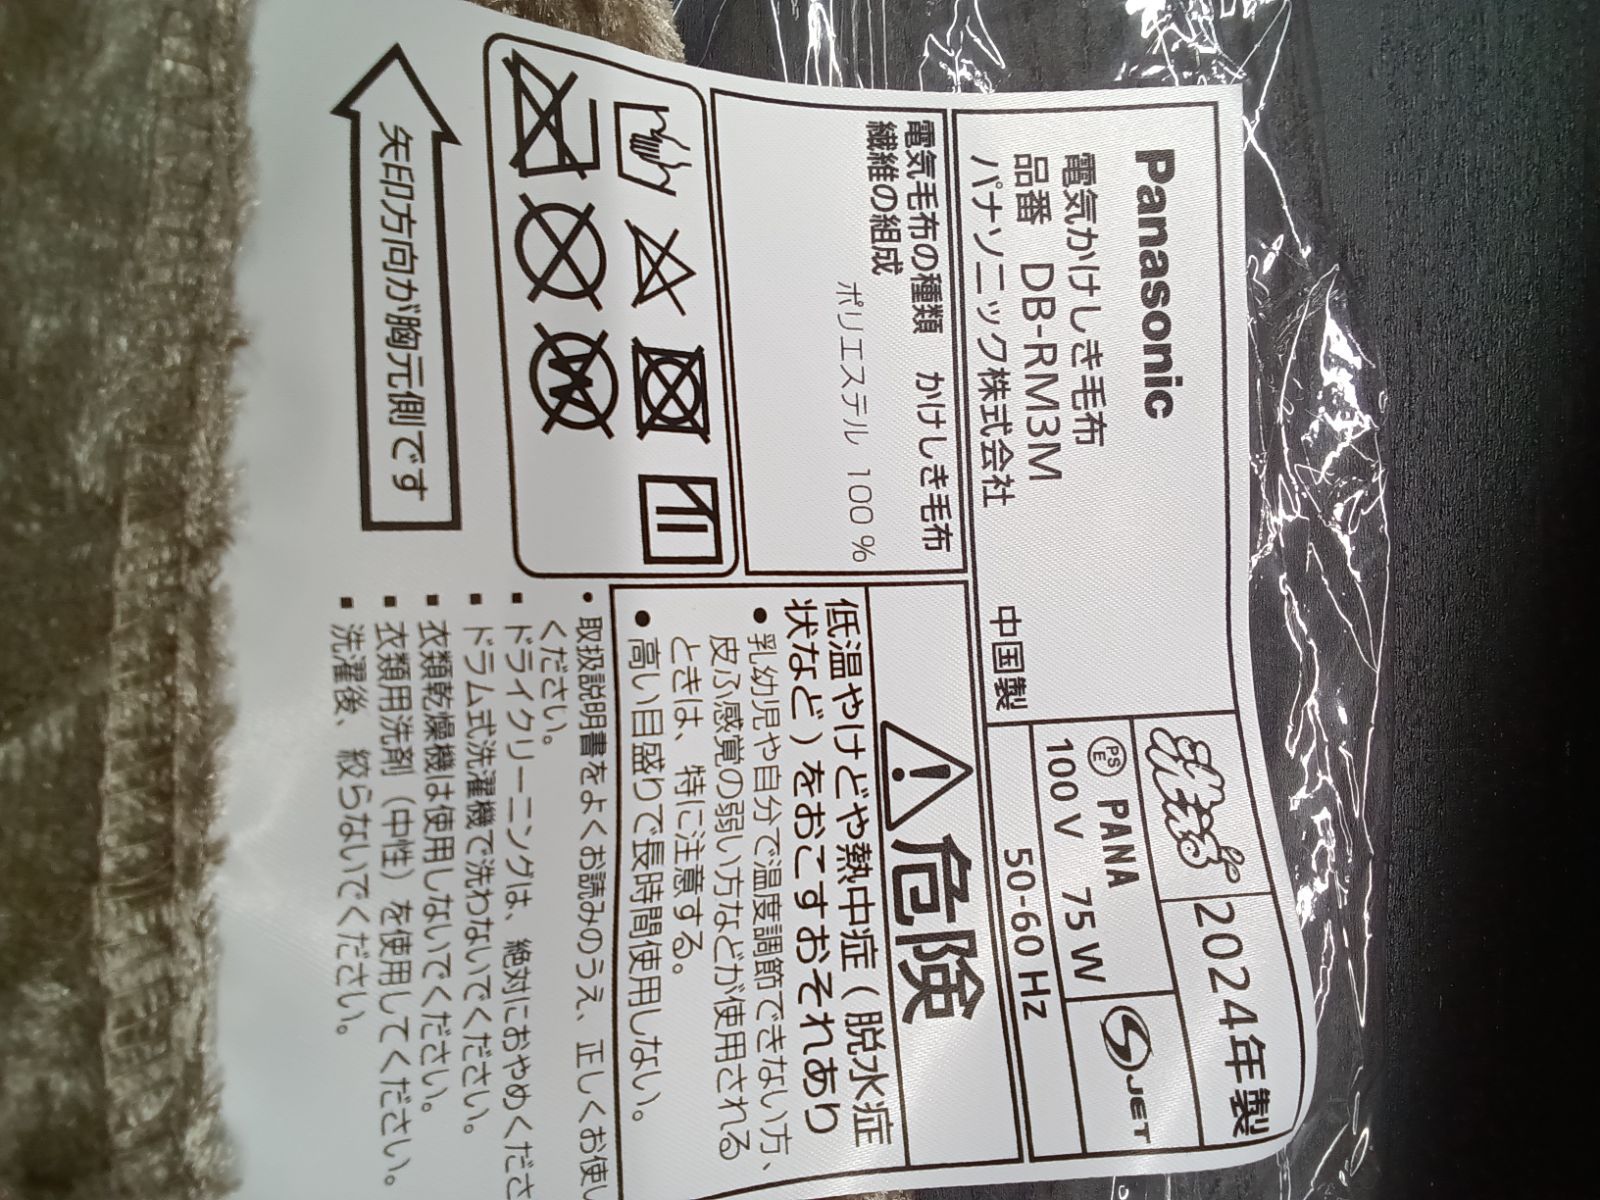 Panasonic
電気かけしき毛布
品番 DB-RM3M
パナソニック株式会社
中国製
2024年製
PSE PANA
100V 75W
50-60Hz
JET
電気毛布の種類 かけしき毛布
繊維の組成
ポリエステル 100%
危険
低温やけどや熱中症(脱水症
状など)をおこすおそれあり
●乳幼児や自分で温度調節できない方、
皮ふ感覚の弱い方などが使用される
ときは、特に注意する。
●高い目盛りで長時間使用しない。
矢印方向が胸元側です
・取扱説明書をよくお読みのうえ、正しくお使い
ください。
▪ドライクリーニングは、絶対におやめくださ
▪ドラム式洗濯機で洗わないでください。
▪衣類乾燥機は使用しないでください。
▪衣類用洗剤(中性)を使用してください。
▪洗濯後、絞らないでください。